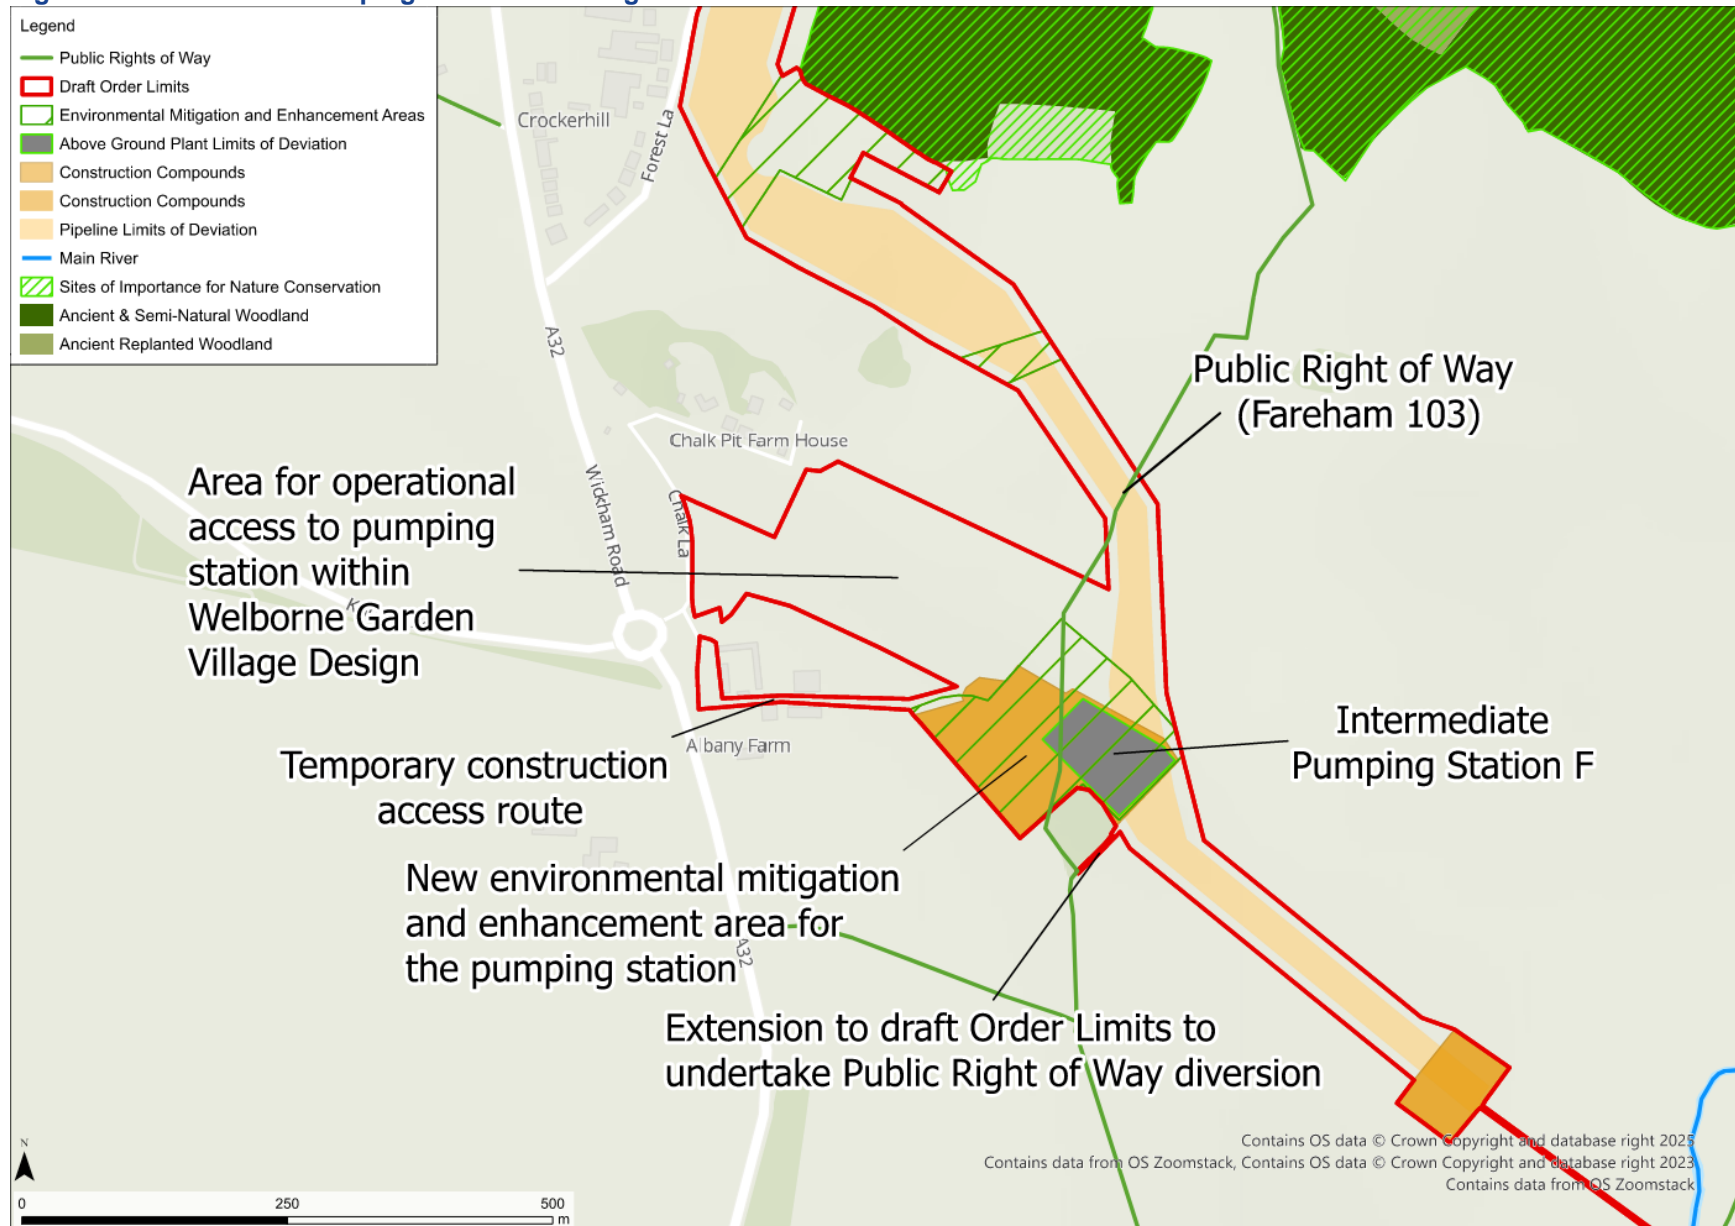 Legend
Public Rights of Way
Draft Order Limits
Environmental Mitigation and Enhancement Areas
Above Ground Plant Limits of Deviation
Construction Compounds
Construction Compounds
Pipeline Limits of Deviation
Main River
Sites of Importance for Nature Conservation
Ancient & Semi-Natural Woodland
Ancient Replanted Woodland
Crockerhill
Forest La
A32
Public Right of Way
(Fareham 103)
Chalk Pit Farm House
Area for operational
access to pumping
station within
Welborne Garden
Village Design
Wickham Road
Chalk La
Intermediate
Pumping Station F
Albany Farm
Temporary construction
access route
New environmental mitigation
and enhancement area for
the pumping station
A32
Extension to draft Order Limits to
undertake Public Right of Way diversion
Contains OS data © Crown Copyright and database right 2025
Contains data from OS Zoomstack, Contains OS data © Crown Copyright and database right 2023
Contains data from OS Zoomstack
N
0 250 500
m